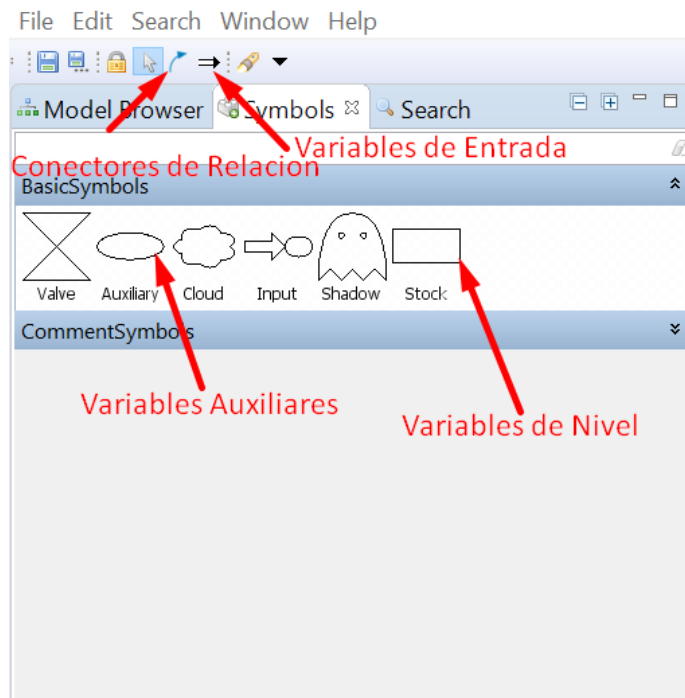 File Edit Search Window Help
Model Browser Symbols Search
Variables de Entrada
Conectores de Relacion
BasicSymbols
Valve Auxiliary Cloud Input Shadow Stock
CommentSymbols
Variables Auxiliares
Variables de Nivel